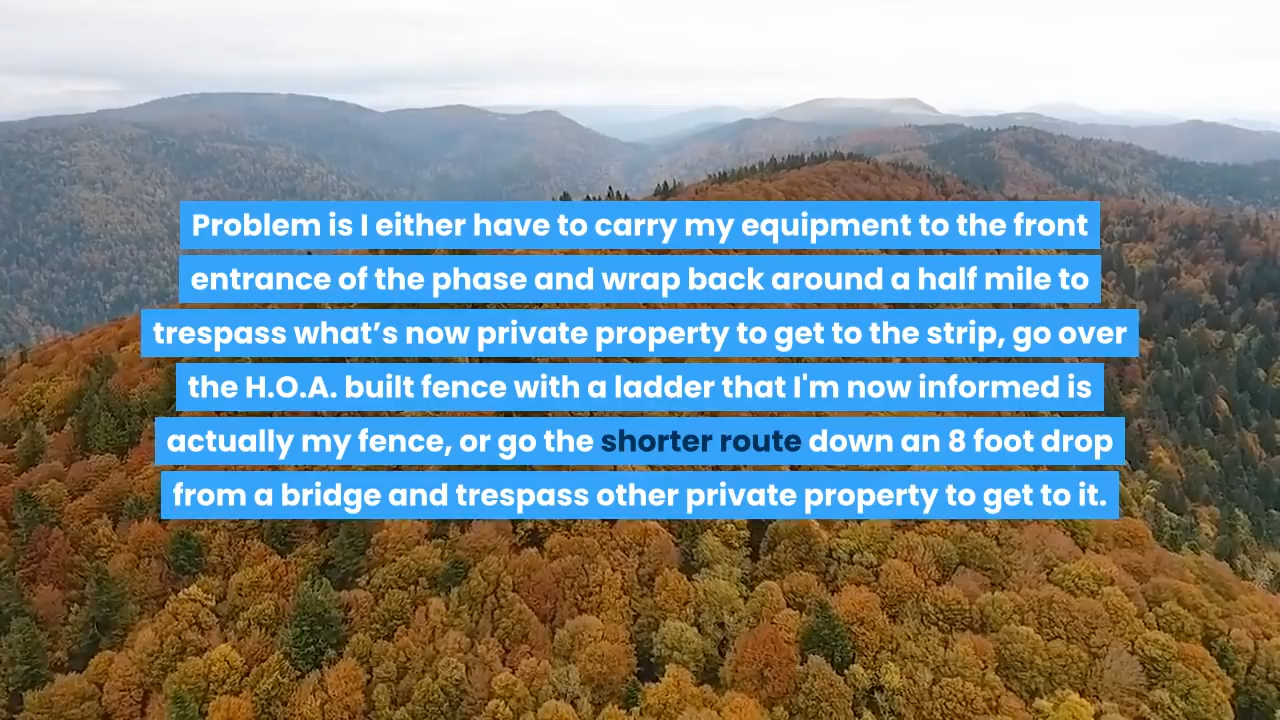 Problem is I either have to carry my equipment to the front
entrance of the phase and wrap back around a half mile to
trespass what’s now private property to get to the strip, go over
the H.O.A. built fence with a ladder that I'm now informed is
actually my fence, or go the shorter route down an 8 foot drop
from a bridge and trespass other private property to get to it.